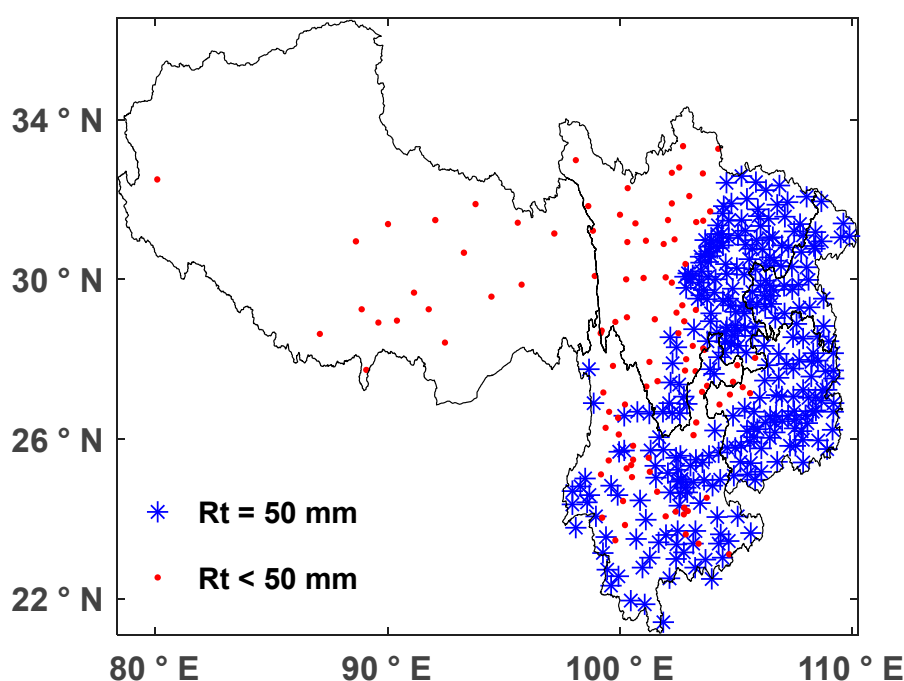 34 ° N
30 ° N
26 ° N
22 ° N
Rt = 50 mm
Rt < 50 mm
80 ° E
90 ° E
100 ° E
110 ° E